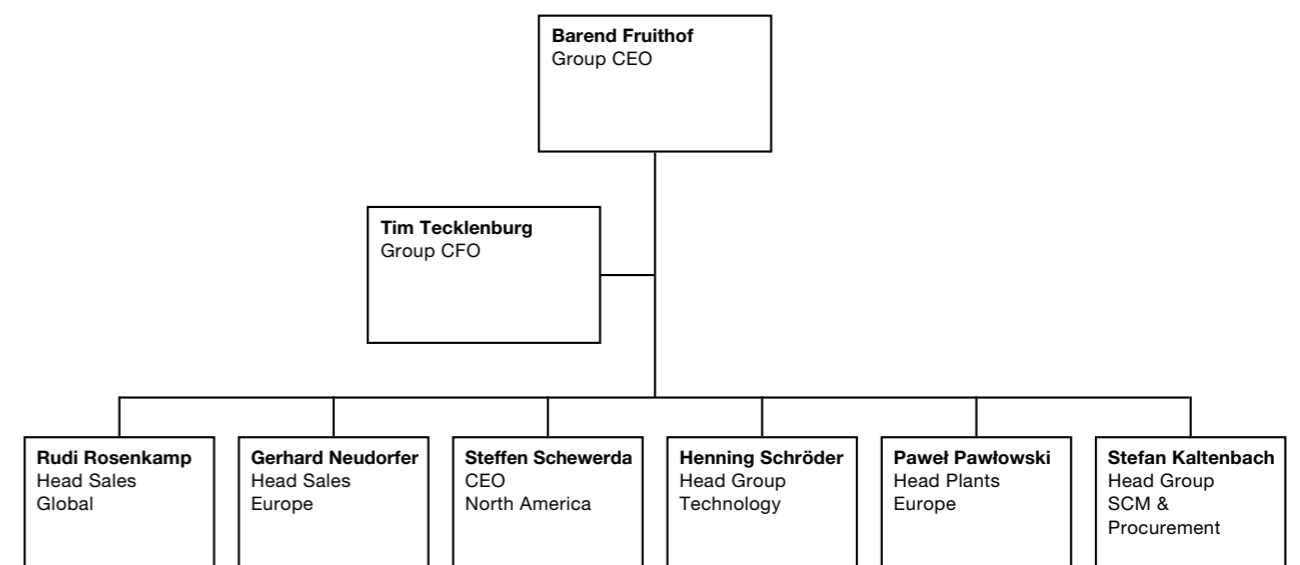 Barend Fruithof
Group CEO
Tim Tecklenburg
Group CFO
Rudi Rosenkamp
Head Sales
Global
Gerhard Neudorfer
Head Sales
Europe
Steffen Schewerda
CEO
North America
Henning Schröder
Head Group
Technology
Paweł Pawłowski
Head Plants
Europe
Stefan Kaltenbach
Head Group
SCM &
Procurement